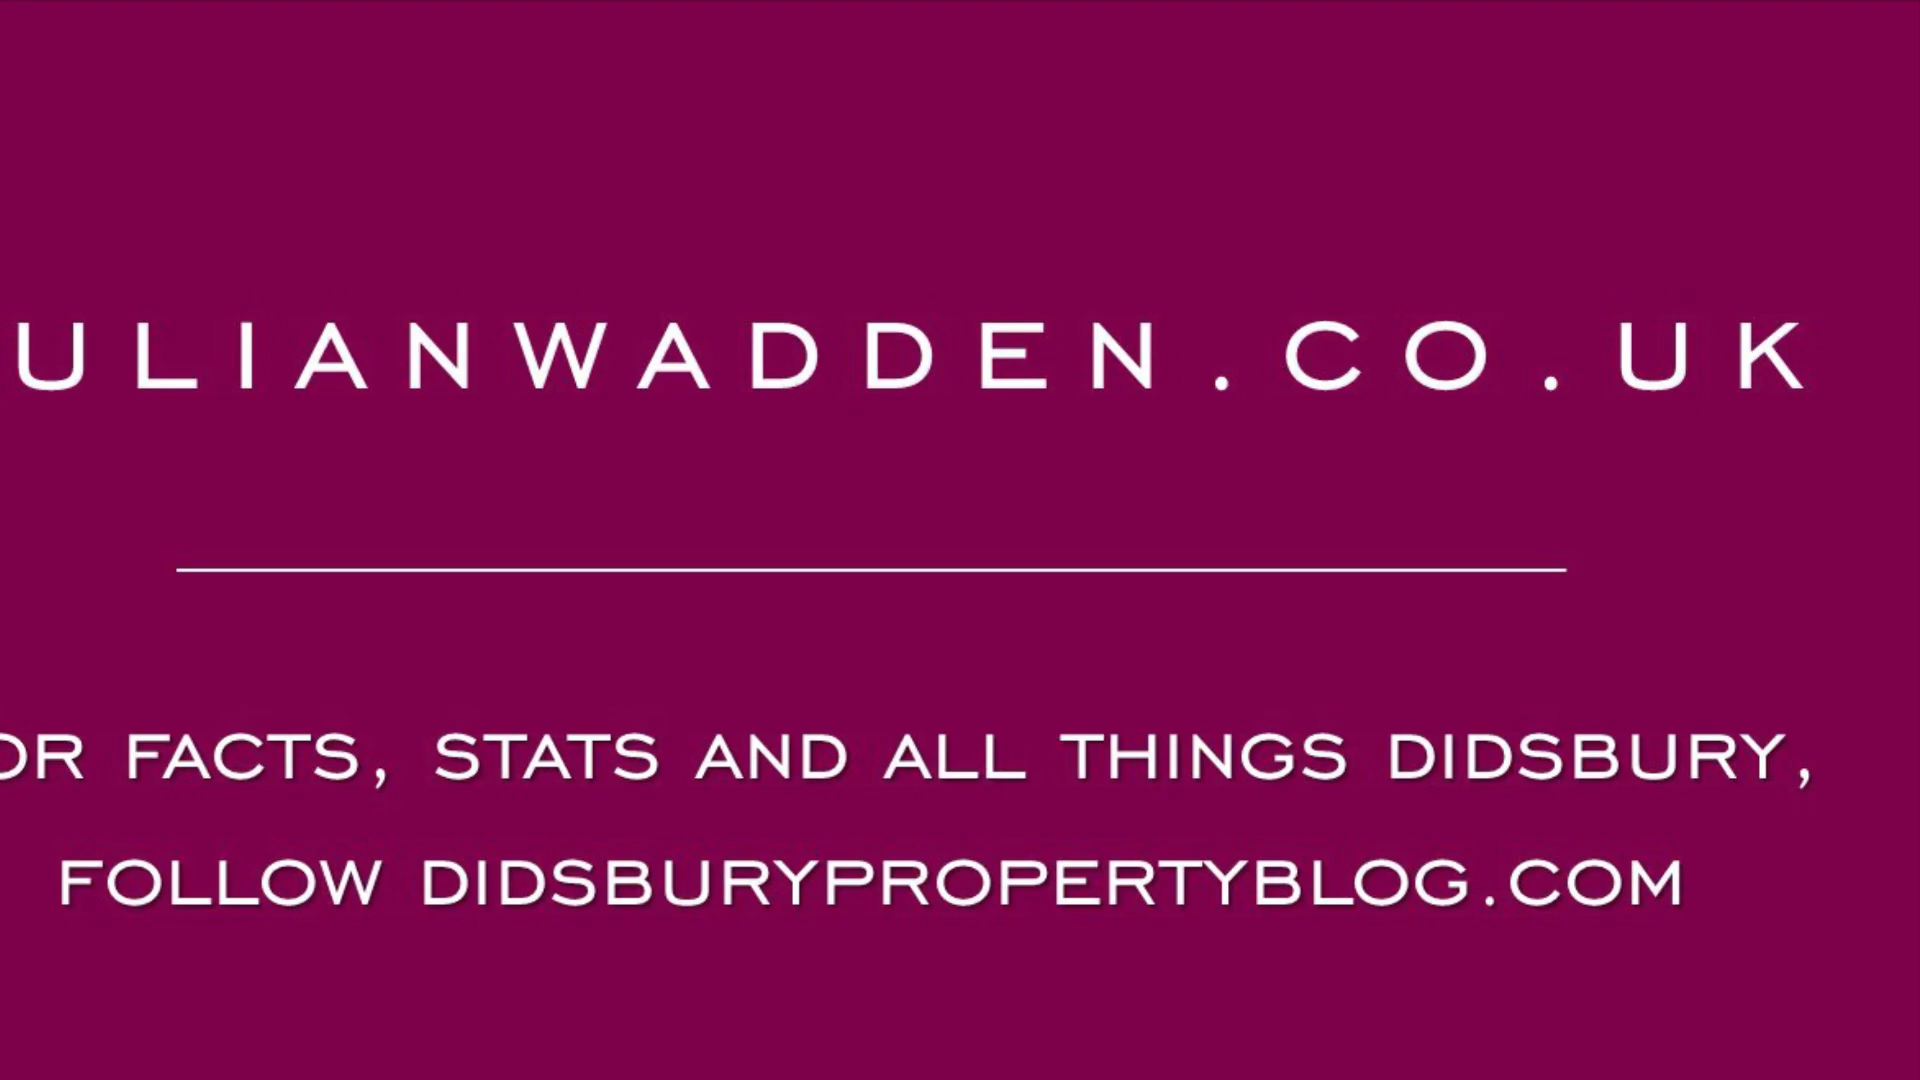 ULIANWADDEN.CO.UK
OR FACTS, STATS AND ALL THINGS DIDSBURY,
FOLLOW DIDSBURYPROPERTYBLOG.COM